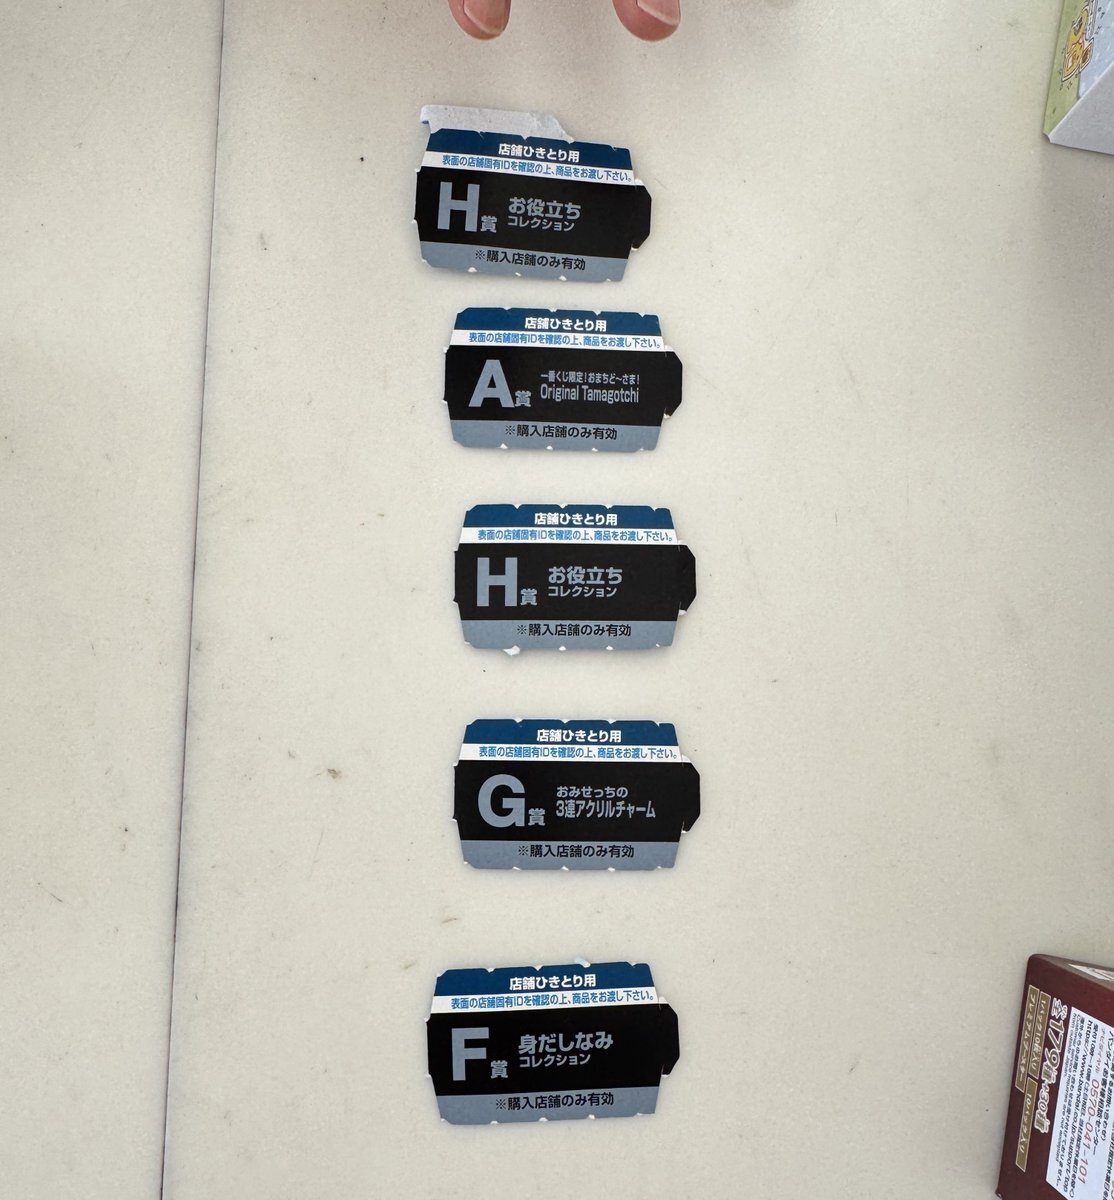 店舗ひきとり用
表面の店舗固有IDを確認の上、商品をお渡し下さい。
H賞
お役立ち
コレクション
※購入店舗のみ有効
店舗ひきとり用
表面の店舗固有IDを確認の上、商品をお渡し下さい。
A賞
一番くじ限定!おまちど〜さま!
Original Tamagotchi
※購入店舗のみ有効
店舗ひきとり用
表面の店舗固有IDを確認の上、商品をお渡し下さい。
H賞
お役立ち
コレクション
※購入店舗のみ有効
店舗ひきとり用
表面の店舗固有IDを確認の上、商品をお渡し下さい。
G賞
おみせっちの
3連アクリルチャーム
※購入店舗のみ有効
店舗ひきとり用
表面の店舗固有IDを確認の上、商品をお渡し下さい。
F賞
身だしなみ
コレクション
※購入店舗のみ有効
全179種+30種
0570-041-101